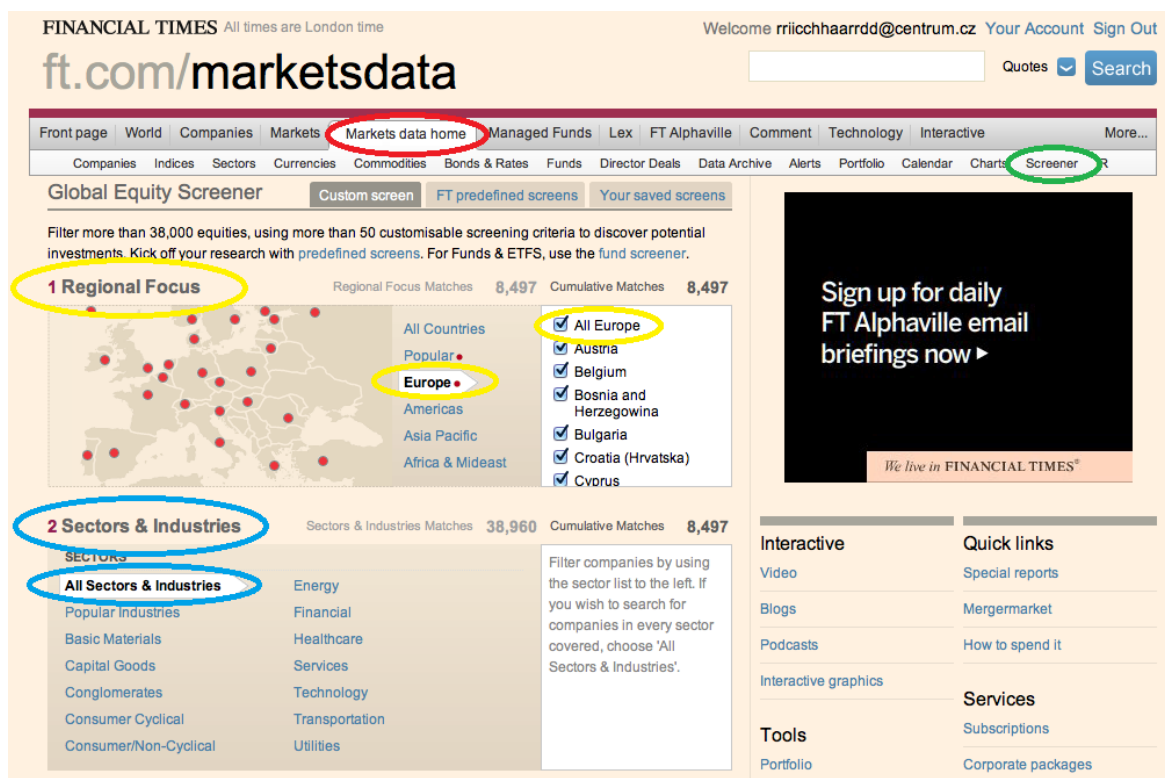 FINANCIAL TIMES All times are London time
Welcome rriicchhaarrdd@centrum.cz Your Account Sign Out
ft.com/marketsdata
Quotes Search
Front page World Companies Markets Markets data home Managed Funds Lex FT Alphaville Comment Technology Interactive More...
Companies Indices Sectors Currencies Commodities Bonds & Rates Funds Director Deals Data Archive Alerts Portfolio Calendar Charts Screener
Global Equity Screener Custom screen FT predefined screens Your saved screens
Filter more than 38,000 equities, using more than 50 customisable screening criteria to discover potential
investments. Kick off your research with predefined screens. For Funds & ETFS, use the fund screener.
1 Regional Focus Regional Focus Matches 8,497 Cumulative Matches 8,497
All Countries
Popular
Europe
Americas
Asia Pacific
Africa & Mideast
All Europe
Austria
Belgium
Bosnia and
Herzegowina
Bulgaria
Croatia (Hrvatska)
Cyprus
2 Sectors & Industries Sectors & Industries Matches 38,960 Cumulative Matches 8,497
SECTORS
All Sectors & Industries
Popular Industries
Basic Materials
Capital Goods
Conglomerates
Consumer Cyclical
Consumer/Non-Cyclical
Energy
Financial
Healthcare
Services
Technology
Transportation
Utilities
Filter companies by using
the sector list to the left. If
you wish to search for
companies in every sector
covered, choose 'All
Sectors & Industries'.
Sign up for daily
FT Alphaville email
briefings now
We live in FINANCIAL TIMES®
Interactive
Video
Blogs
Podcasts
Interactive graphics
Tools
Portfolio
Quick links
Special reports
Mergermarket
How to spend it
Services
Subscriptions
Corporate packages